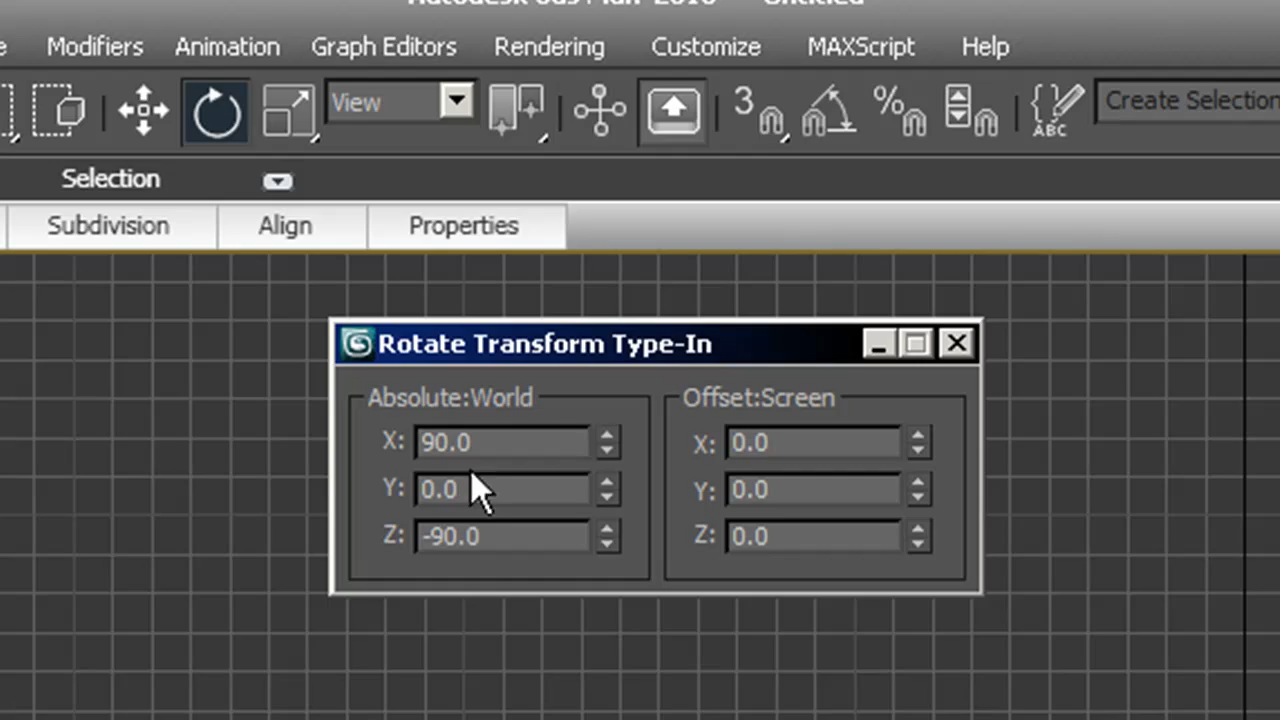 Modifiers Animation Graph Editors Rendering Customize MAXScript Help
View 3 % ABC Create Selection
Selection
Subdivision Align Properties
Rotate Transform Type-In
Absolute:World Offset:Screen
X: 90.0 X: 0.0
Y: 0.0 Y: 0.0
Z: -90.0 Z: 0.0